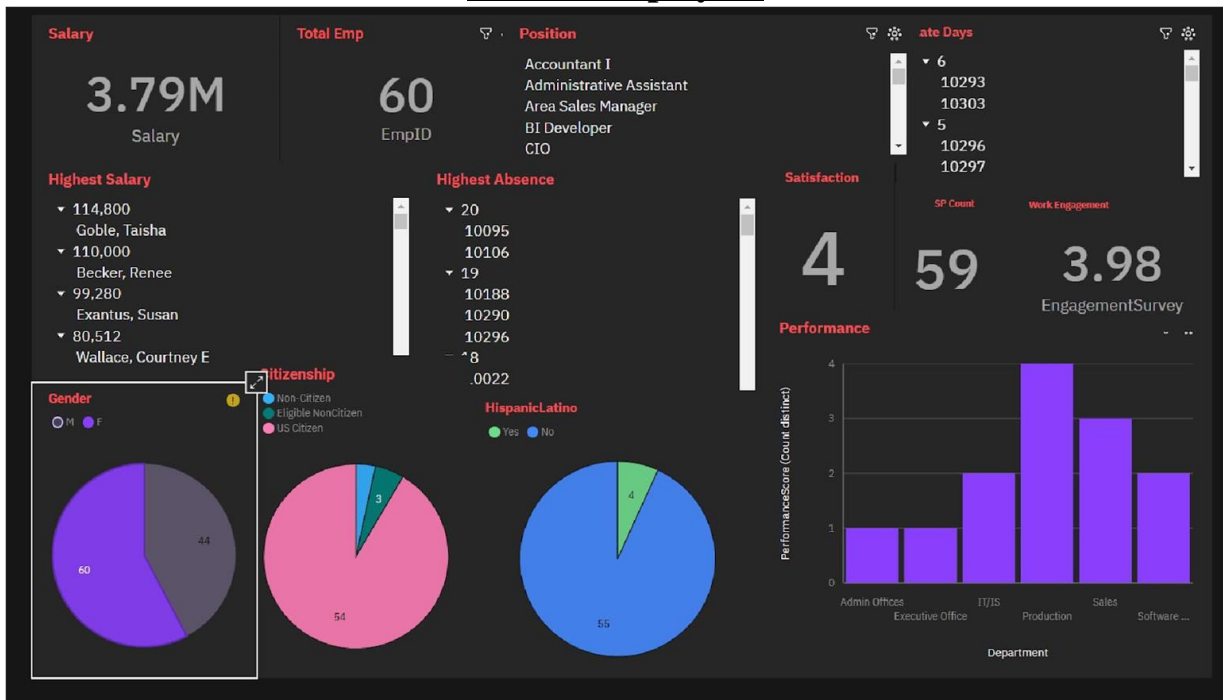 Salary
3.79M
Salary
Total Emp
60
EmpID
Position
Accountant I
Administrative Assistant
Area Sales Manager
BI Developer
CIO
ate Days
6
10293
10303
5
10296
10297
Highest Salary
114,800
Goble, Taisha
110,000
Becker, Renee
99,280
Exantus, Susan
80,512
Wallace, Courtney E
Highest Absence
20
10095
10106
19
10188
10290
10296
18
.0022
Satisfaction
4
SP Count
59
Work Engagement
3.98
EngagementSurvey
Gender
M F
44
60
Citizenship
Non-Citizen
Eligible NonCitizen
US Citizen
3
54
HispanicLatino
Yes No
4
55
Performance
PerformanceScore (Count distinct)
4
3
2
1
0
Admin Offices
Executive Office
IT/IS
Production
Sales
Software ...
Department